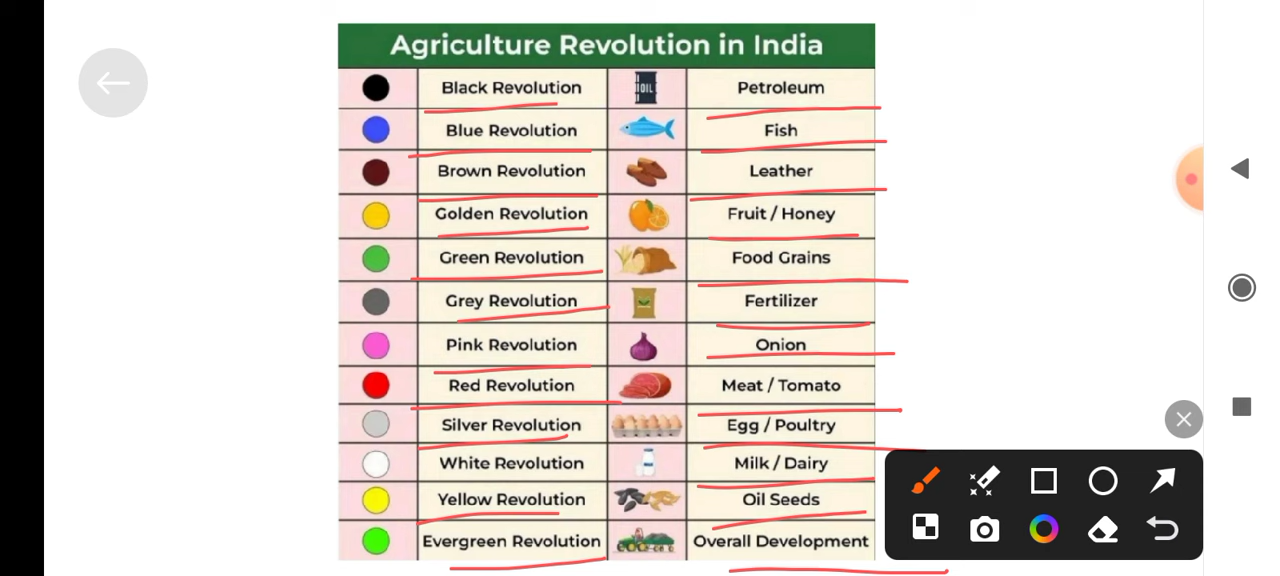 Agriculture Revolution in India
Black Revolution OIL Petroleum
Blue Revolution Fish
Brown Revolution Leather
Golden Revolution Fruit / Honey
Green Revolution Food Grains
Grey Revolution Fertilizer
Pink Revolution Onion
Red Revolution Meat / Tomato
Silver Revolution Egg / Poultry
White Revolution Milk / Dairy
Yellow Revolution Oil Seeds
Evergreen Revolution Overall Development